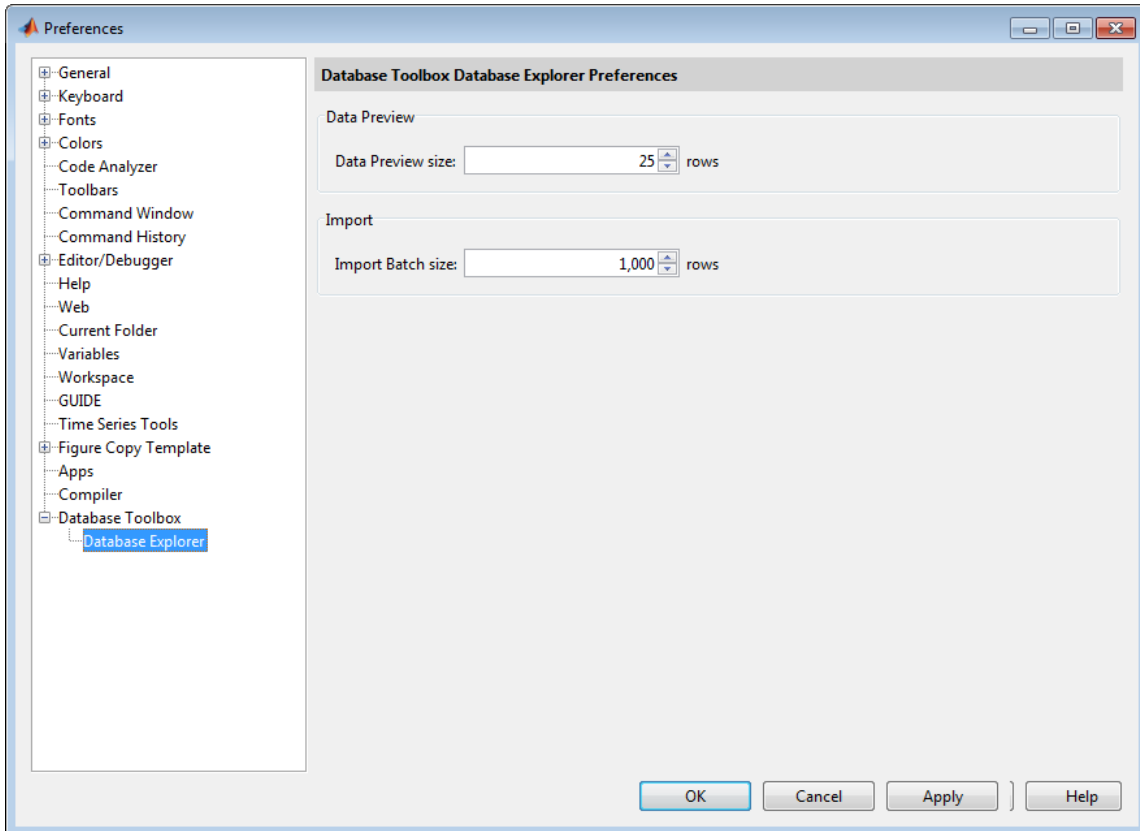 Preferences
General
Keyboard
Fonts
Colors
Code Analyzer
Toolbars
Command Window
Command History
Editor/Debugger
Help
Web
Current Folder
Variables
Workspace
GUIDE
Time Series Tools
Figure Copy Template
Apps
Compiler
Database Toolbox
Database Explorer
Database Toolbox Database Explorer Preferences
Data Preview
Data Preview size: 25 rows
Import
Import Batch size: 1,000 rows
OK Cancel Apply Help